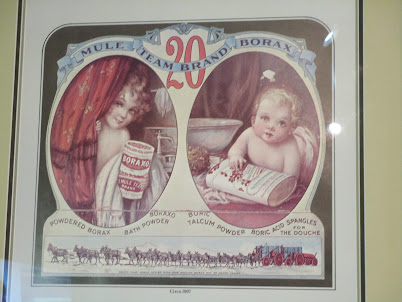 20
MULE TEAM BRAND BORAX
BORAXO
POWDERED BORAX
BORAXO
BATH POWDER
BORIC
TALCUM POWDER
BORIC ACID SPANGLES
FOR
THE DOUCHE